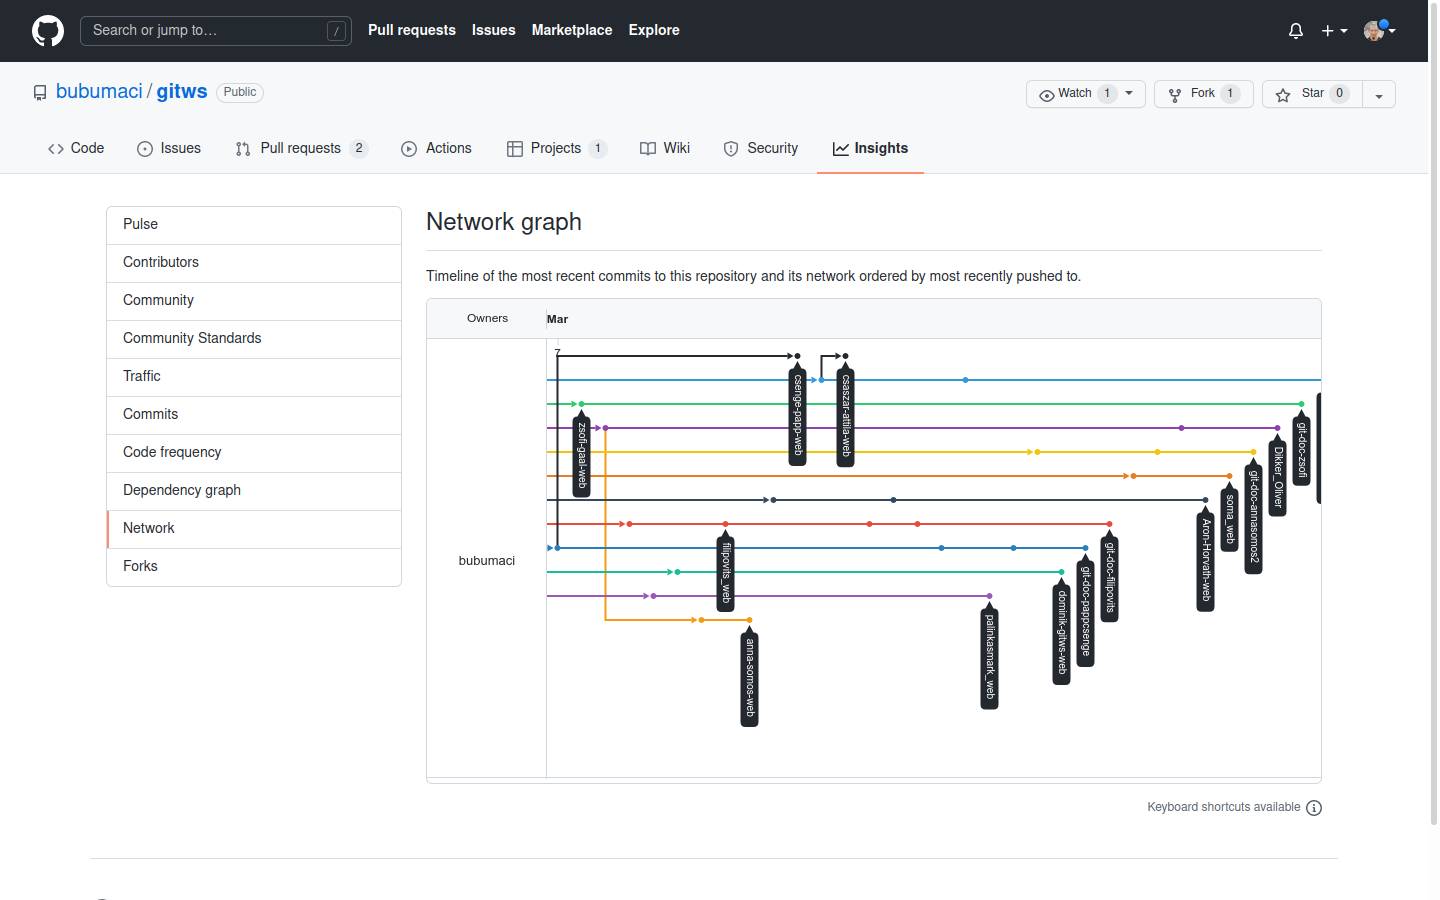 Search or jump to…
/
Pull requests
Issues
Marketplace
Explore
bubumaci / gitws
Public
Watch 1
Fork 1
Star 0
Code
Issues
Pull requests 2
Actions
Projects 1
Wiki
Security
Insights
Pulse
Contributors
Community
Community Standards
Traffic
Commits
Code frequency
Dependency graph
Network
Forks
Network graph
Timeline of the most recent commits to this repository and its network ordered by most recently pushed to.
Owners
Mar
7
bubumaci
zsofi-gaal-web
csenge-papp-web
csaszar-attila-web
filipovits_web
anna-somos-web
palinkasmark_web
dominik-gitws-web
git-doc-pappcsenge
git-doc-filipovits
Aron-Horvath-web
soma_web
git-doc-annasomos2
Dikker_Oliver
git-doc-zsofi
Keyboard shortcuts available